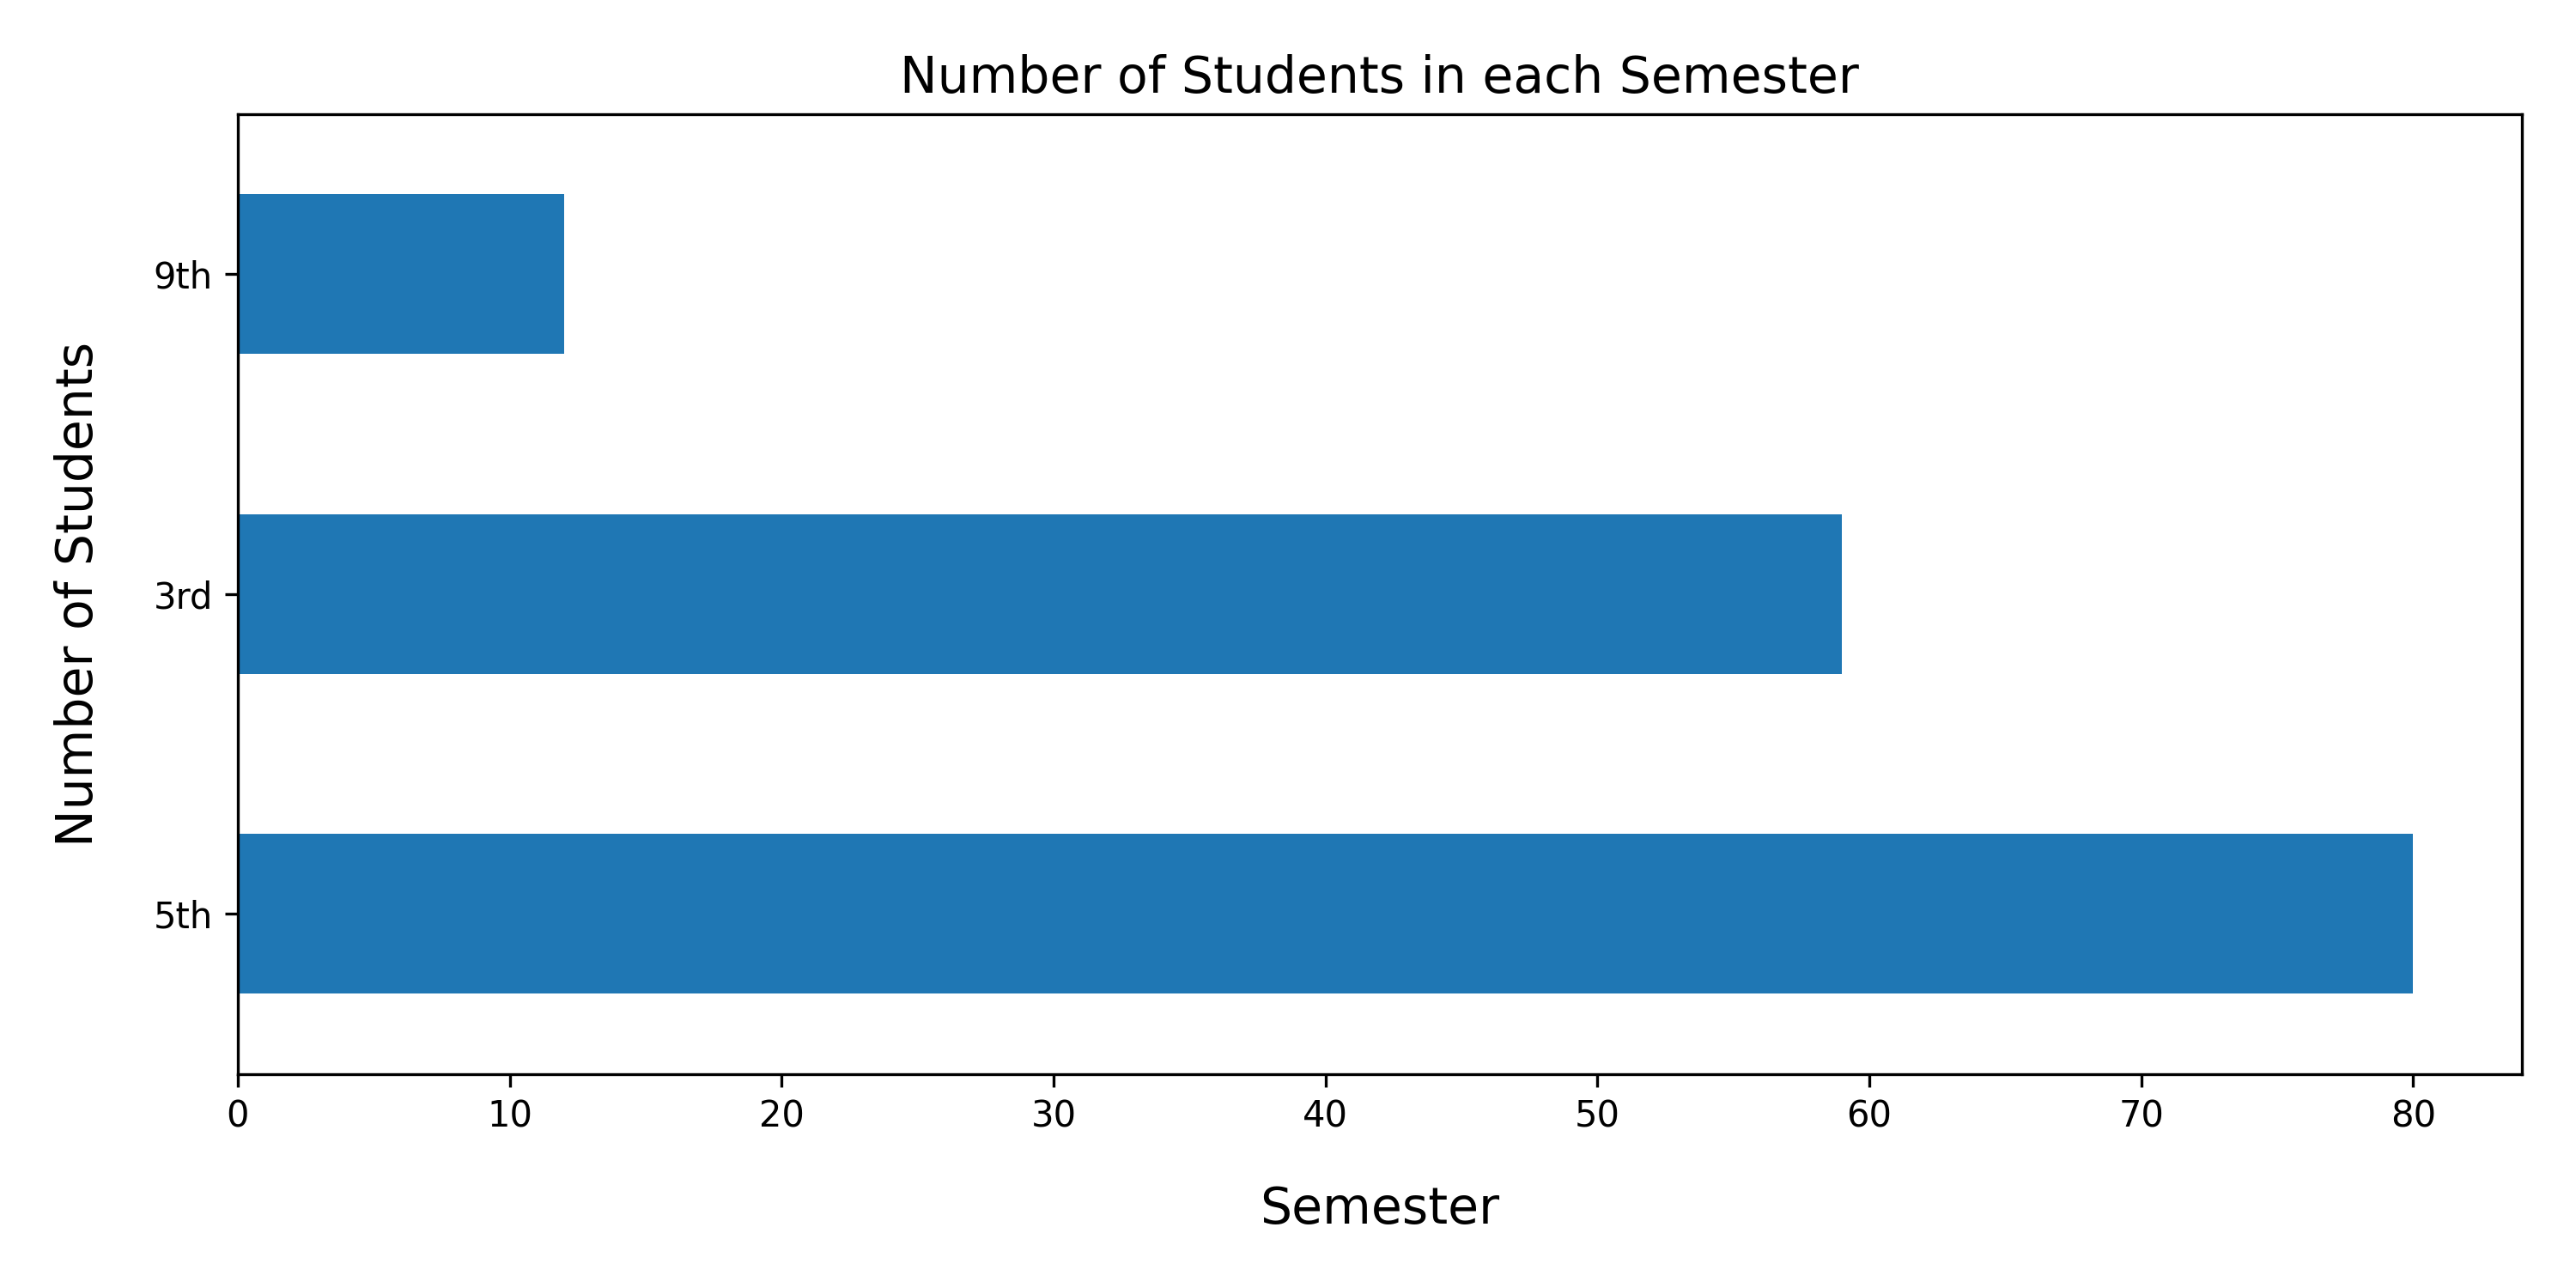 Number of Students in each Semester
Number of Students
9th
3rd
5th
0 10 20 30 40 50 60 70 80
Semester